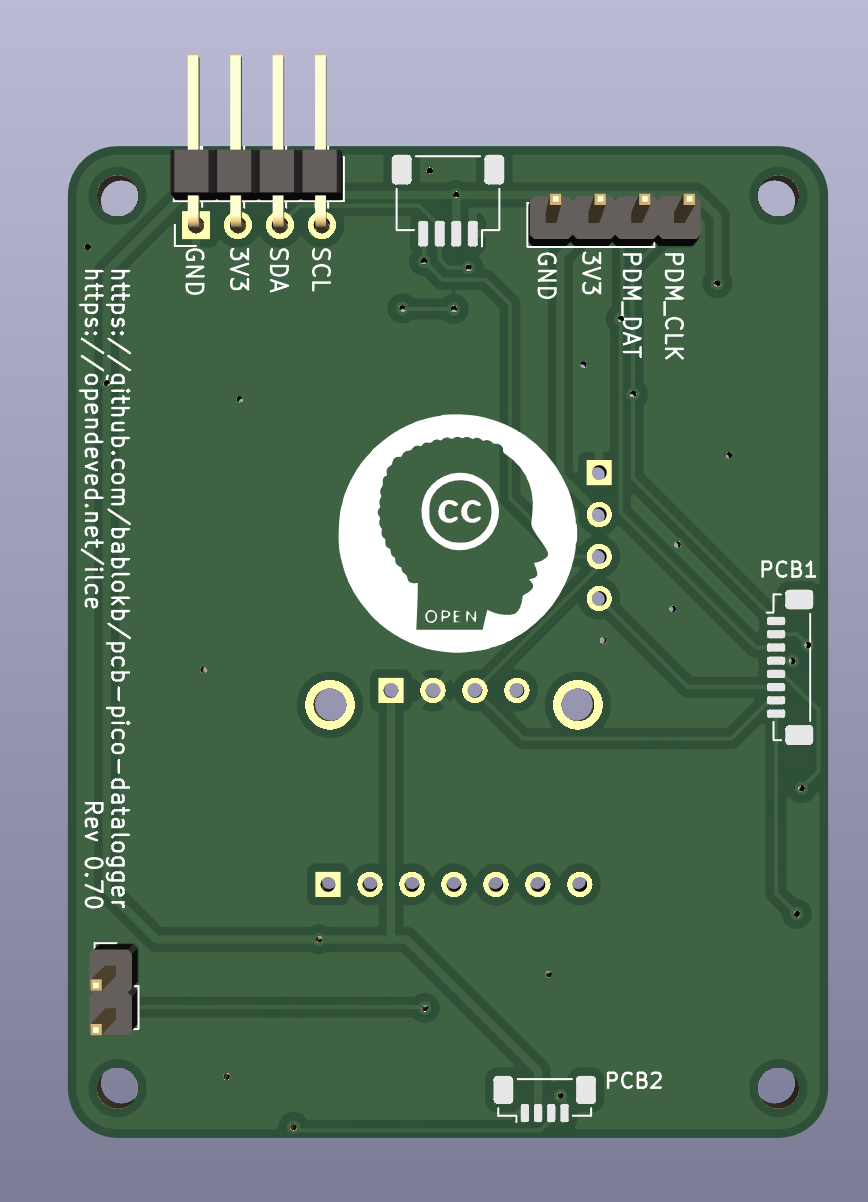 GND
3V3
SDA
SCL
GND
3V3
PDM_DAT
PDM_CLK
https://github.com/bablokb/pcb-pico-datalogger
https://opendeved.net/ilce
CC
OPEN
PCB1
Rev 0.70
PCB2